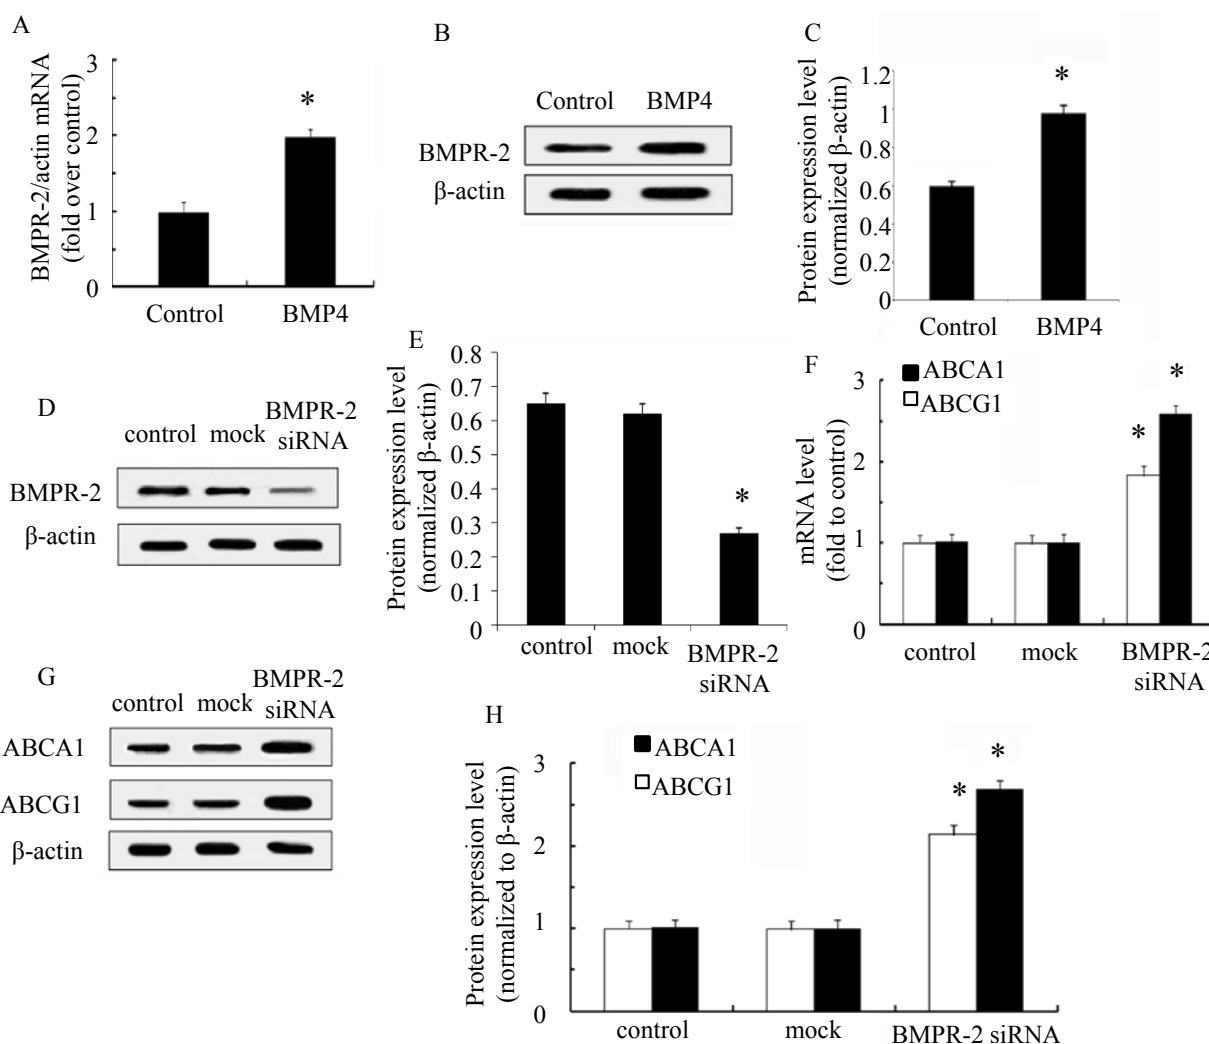 A
BMPR-2/actin mRNA
(fold over control)
3
2
1
0
*
Control
BMP4
B
Control
BMP4
BMPR-2
β-actin
C
Protein expression level
(normalized β-actin)
1.2
1
0.8
0.6
0.4
0.2
0
*
Control
BMP4
D
control
mock
BMPR-2
siRNA
BMPR-2
β-actin
E
Protein expression level
(normalized β-actin)
0.8
0.7
0.6
0.5
0.4
0.3
0.2
0.1
0
*
control
mock
BMPR-2
siRNA
F
ABCA1
ABCG1
mRNA level
(fold to control)
3
2
1
0
*
*
control
mock
BMPR-2
siRNA
G
control
mock
BMPR-2
siRNA
ABCA1
ABCG1
β-actin
H
ABCA1
ABCG1
Protein expression level
(normalized to β-actin)
3
2
1
0
*
*
control
mock
BMPR-2 siRNA